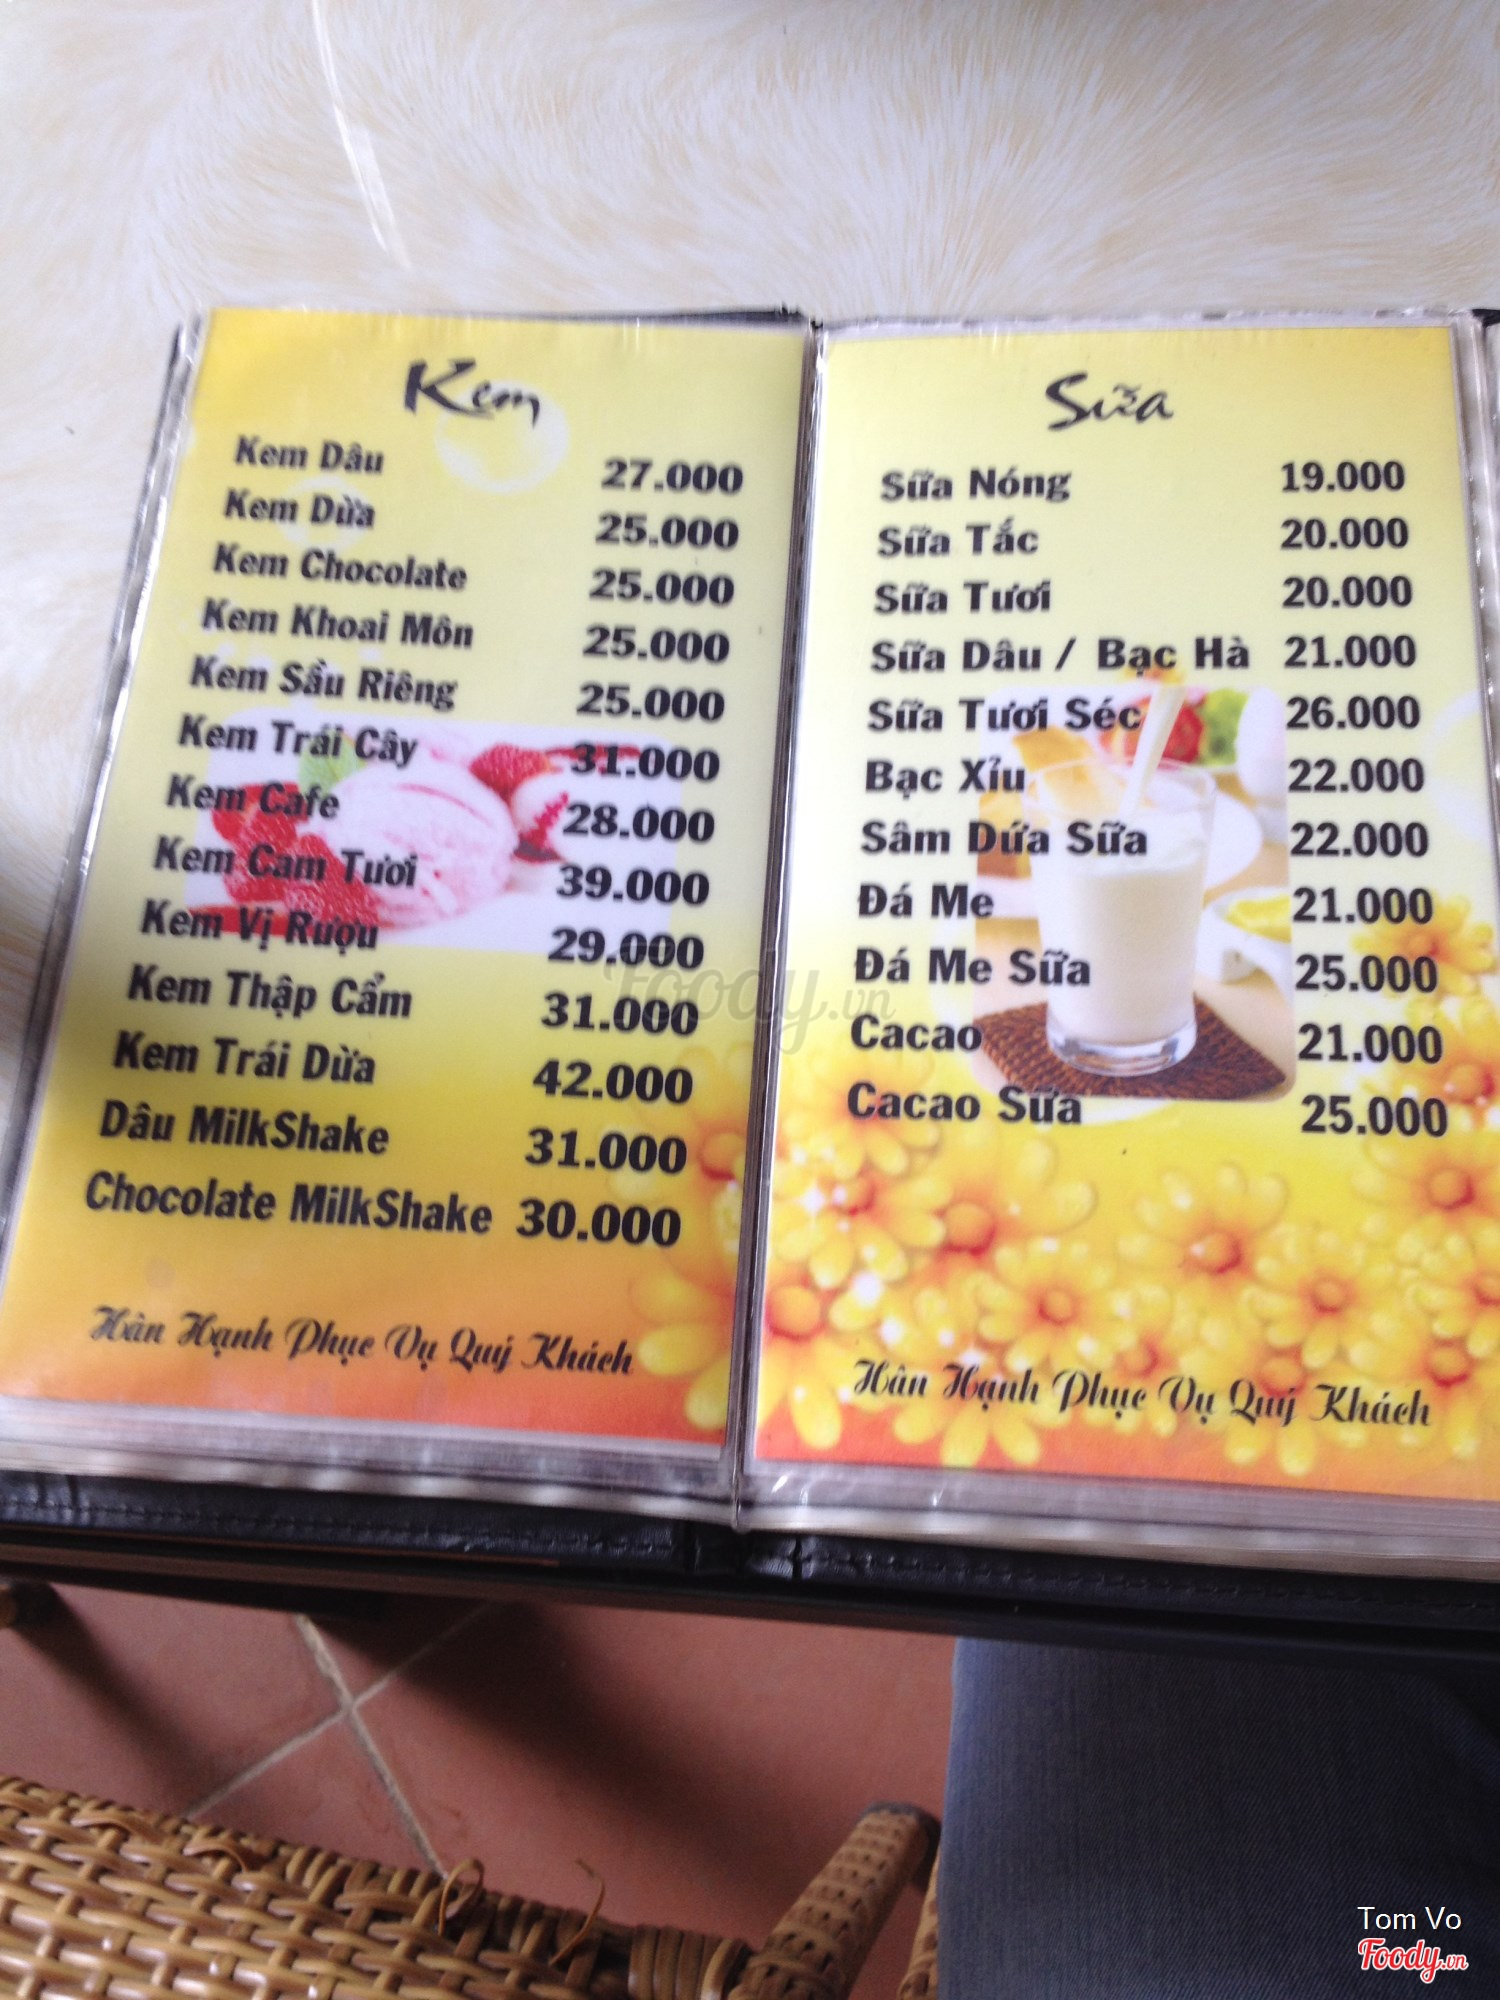 Kem
Kem Dâu 27.000
Kem Dừa 25.000
Kem Chocolate 25.000
Kem Khoai Môn 25.000
Kem Sầu Riêng 25.000
Kem Trái Cây 31.000
Kem Cafe 28.000
Kem Cam Tươi 39.000
Kem Vị Rượu 29.000
Kem Thập Cẩm 31.000
Kem Trái Dừa 42.000
Dâu MilkShake 31.000
Chocolate MilkShake 30.000
Hân Hạnh Phục Vụ Quý Khách
Sữa
Sữa Nóng 19.000
Sữa Tắc 20.000
Sữa Tươi 20.000
Sữa Dâu / Bạc Hà 21.000
Sữa Tươi Séc 26.000
Bạc Xỉu 22.000
Sâm Dứa Sữa 22.000
Đá Me 21.000
Đá Me Sữa 25.000
Cacao 21.000
Cacao Sữa 25.000
Hân Hạnh Phục Vụ Quý Khách
Foody.vn
Tom Vo
Foody.vn